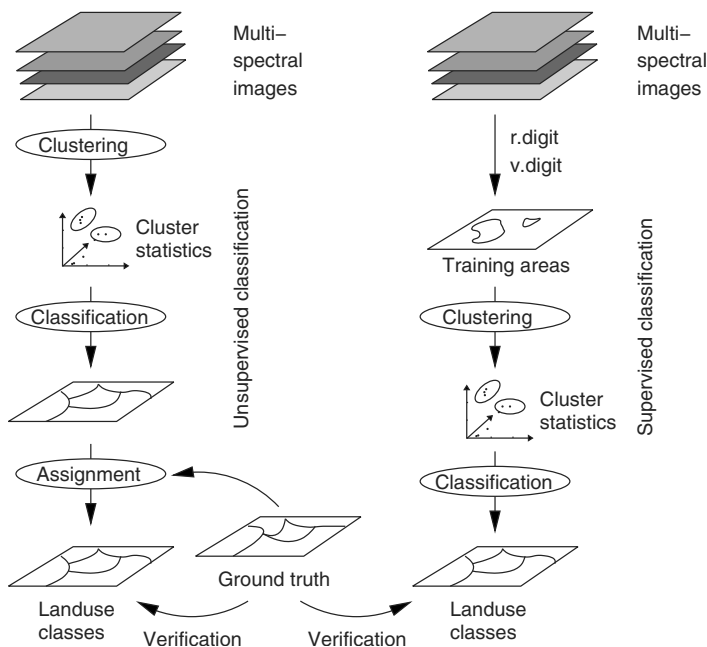 Multi–
spectral
images
Clustering
Cluster
statistics
Classification
Assignment
Landuse
classes
Unsupervised classification
Ground truth
Verification
Verification
Multi–
spectral
images
r.digit
v.digit
Training areas
Clustering
Cluster
statistics
Classification
Landuse
classes
Supervised classification